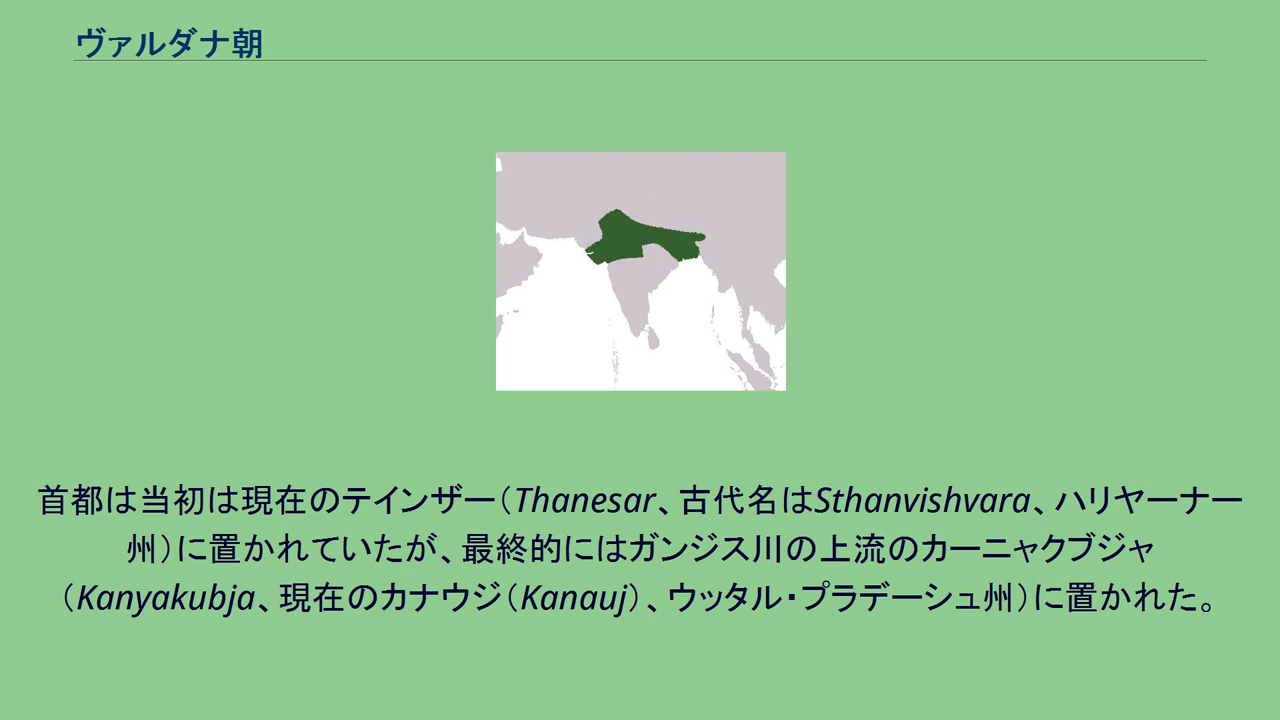 ヴァルダナ朝
首都は当初は現在のテインザー（Thanesar、古代名はSthanvishvara、ハリヤーナー
州）に置かれていたが、最終的にはガンジス川の上流のカーニャクブジャ
（Kanyakubja、現在のカナウジ（Kanauj）、ウッタル・プラデーシュ州）に置かれた。